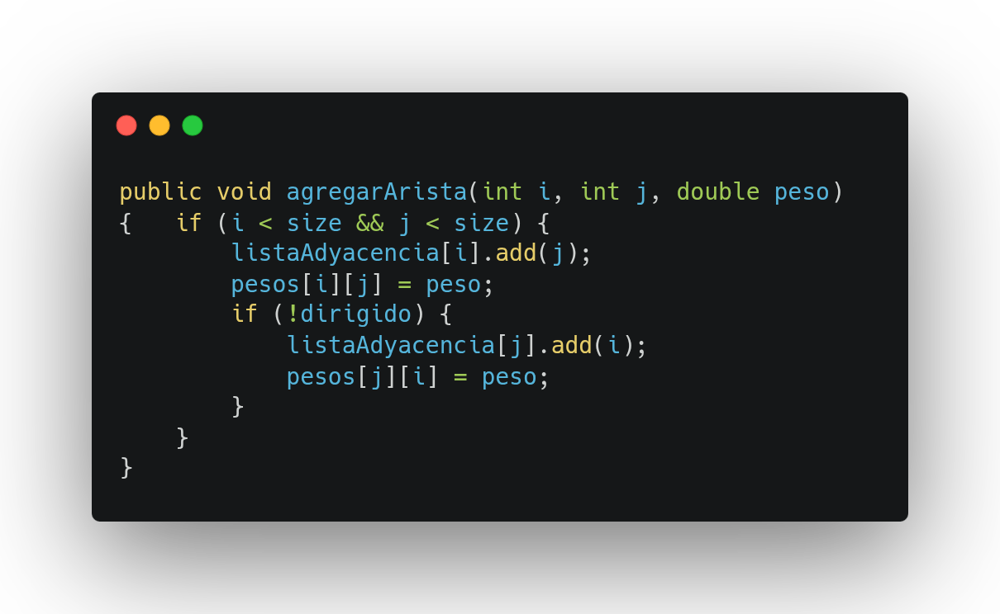 public void agregarArista(int i, int j, double peso)
{   if (i < size && j < size) {
        listaAdyacencia[i].add(j);
        pesos[i][j] = peso;
        if (!dirigido) {
            listaAdyacencia[j].add(i);
            pesos[j][i] = peso;
        }
    }
}